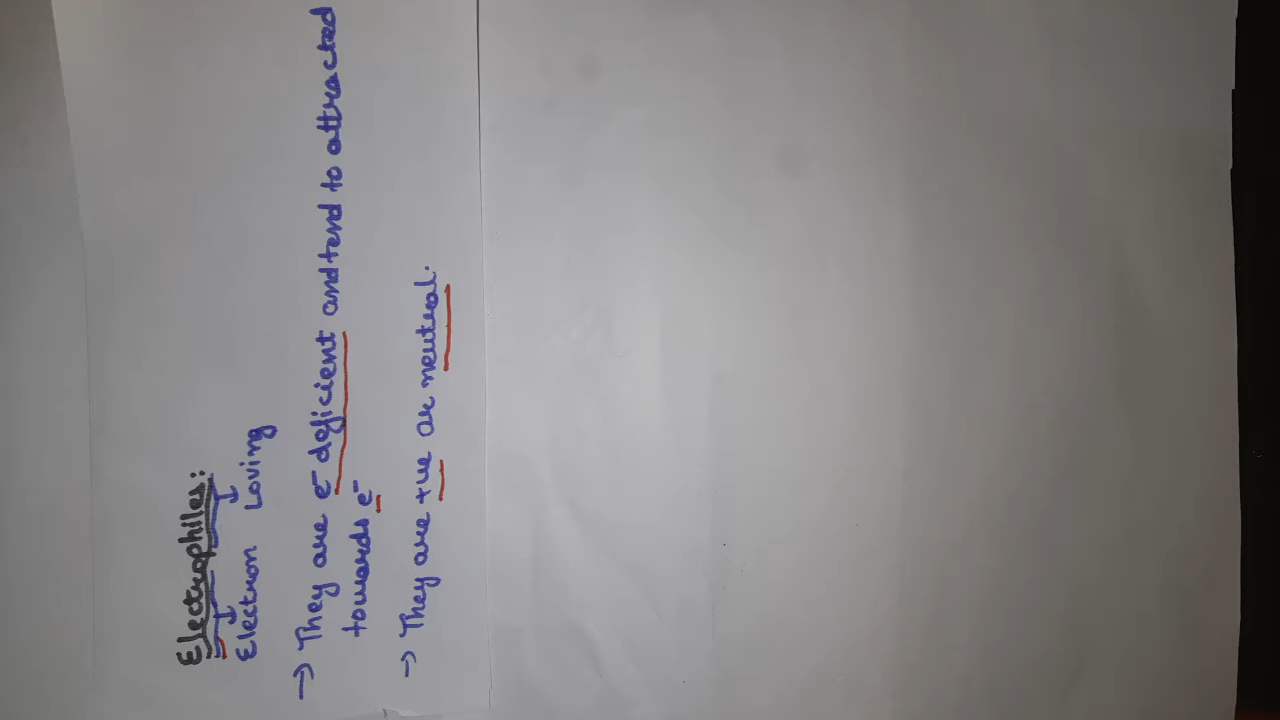 Electrophiles:
Electron Loving
→ They are e⁻ deficient and tend to attracted
towards e⁻
→ They are +ve or neutral.